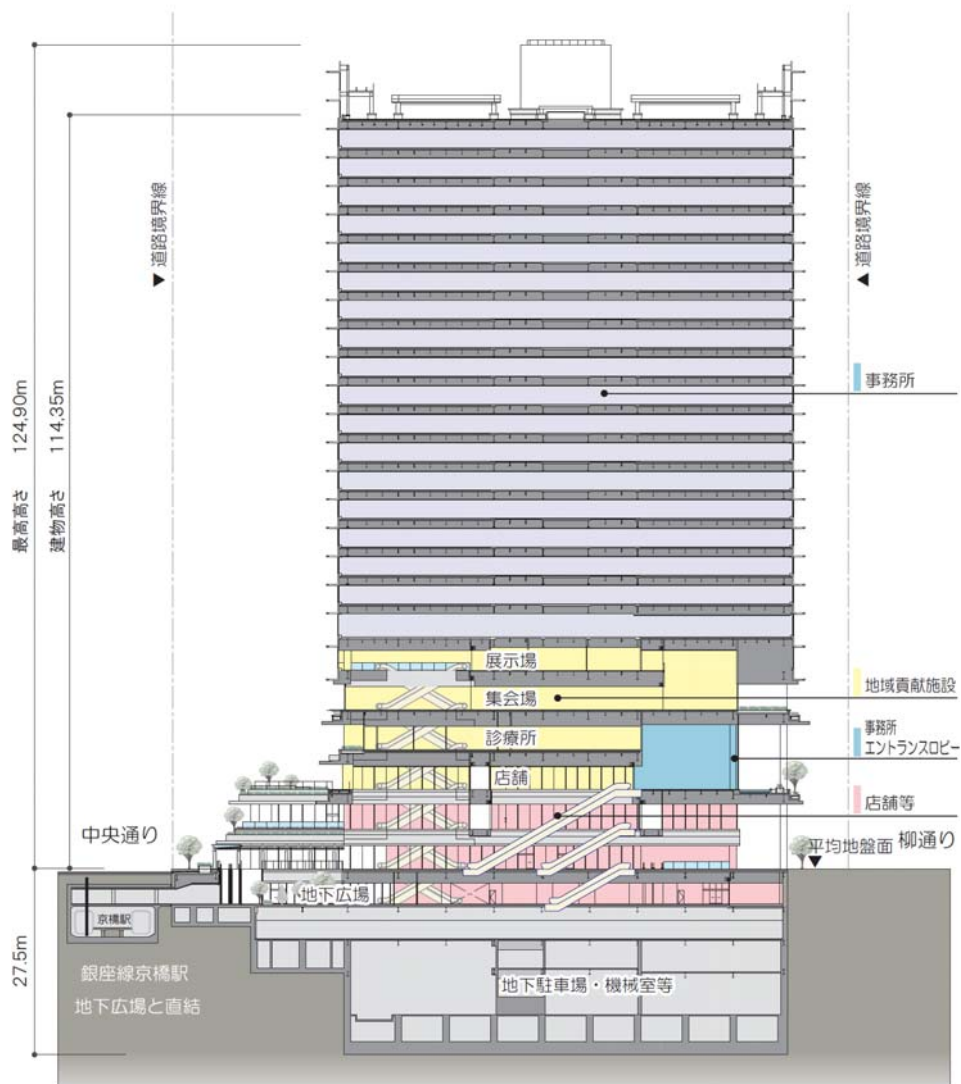 道路境界線
道路境界線
最高高さ 124,90m
建物高さ 114,35m
事務所
展示場
集会場
地域貢献施設
診療所
事務所
エントランスロビー
店舗
店舗等
中央通り
平均地盤面
柳通り
地下広場
京橋駅
27.5m
銀座線京橋駅
地下広場と直結
地下駐車場・機械室等